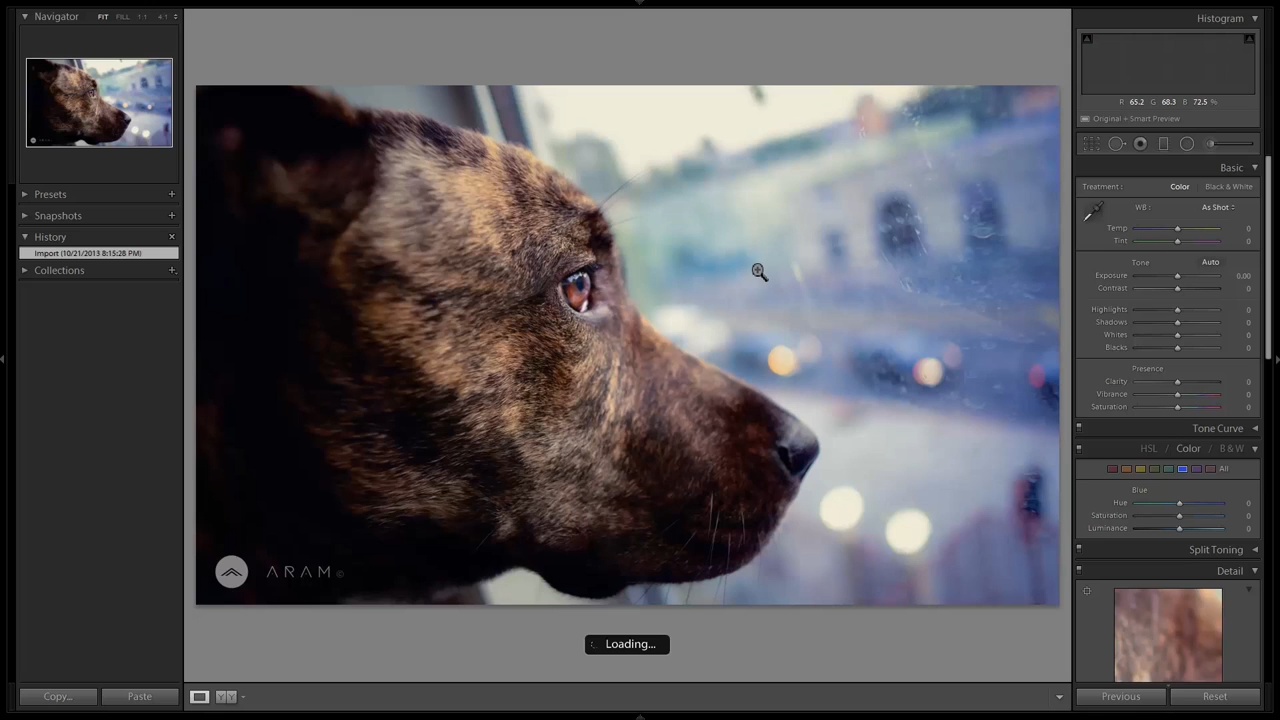 Navigator FIT FILL 1:1 4:1
Presets
Snapshots
History
Import (10/21/2013 8:15:28 PM)
Collections
Copy... Paste
ARAM©
Loading...
Histogram
R 65.2 G 68.3 B 72.5 %
Original + Smart Preview
Basic
Treatment : Color Black & White
WB : As Shot
Temp 0
Tint 0
Tone Auto
Exposure 0.00
Contrast 0
Highlights 0
Shadows 0
Whites 0
Blacks 0
Presence
Clarity 0
Vibrance 0
Saturation 0
Tone Curve
HSL / Color / B & W
All
Blue
Hue 0
Saturation 0
Luminance 0
Split Toning
Detail
Previous Reset